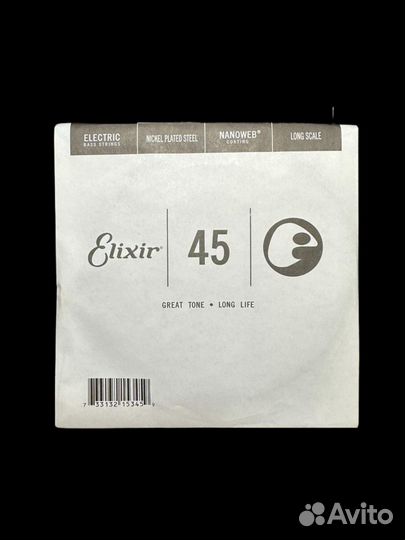 ELECTRIC NICKEL PLATED STEEL NANOWEB® LONG SCALE
BASS STRINGS COATING
Elixir® 45
GREAT TONE • LONG LIFE
7 33132 15345 9
Avito